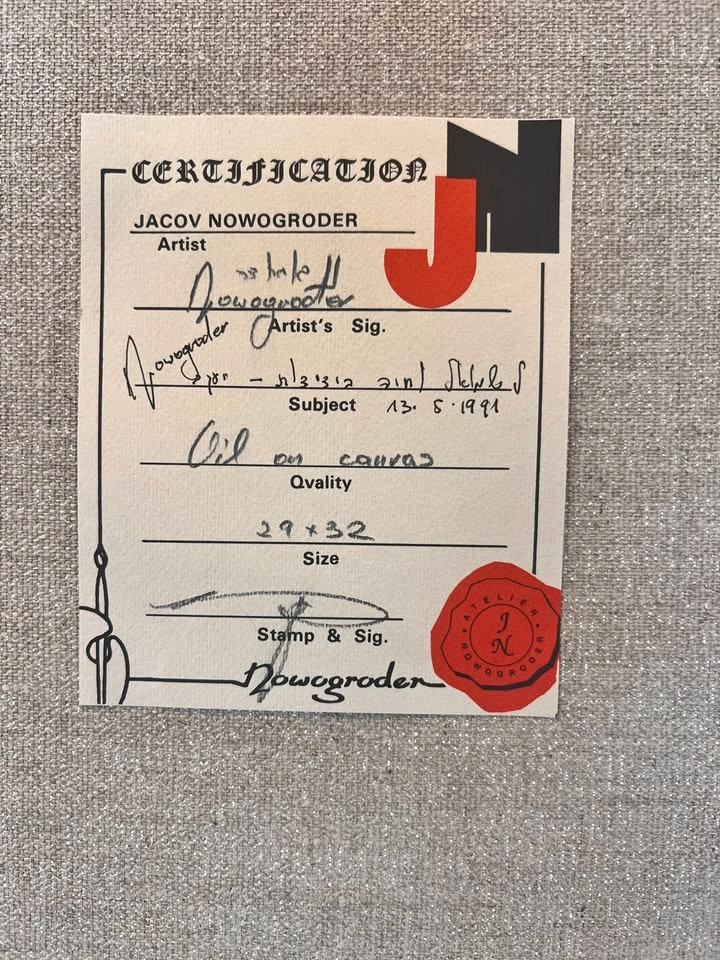 CERTIFICATION
JN
JACOV NOWOGRODER
Artist
Nowogroder
Artist's Sig.
Nowogroder
Subject 13. 5. 1991
Oil on canvas
Qvality
29 x 32
Size
Stamp & Sig.
Nowogroder
ATELIER NOWOGRODER
JN